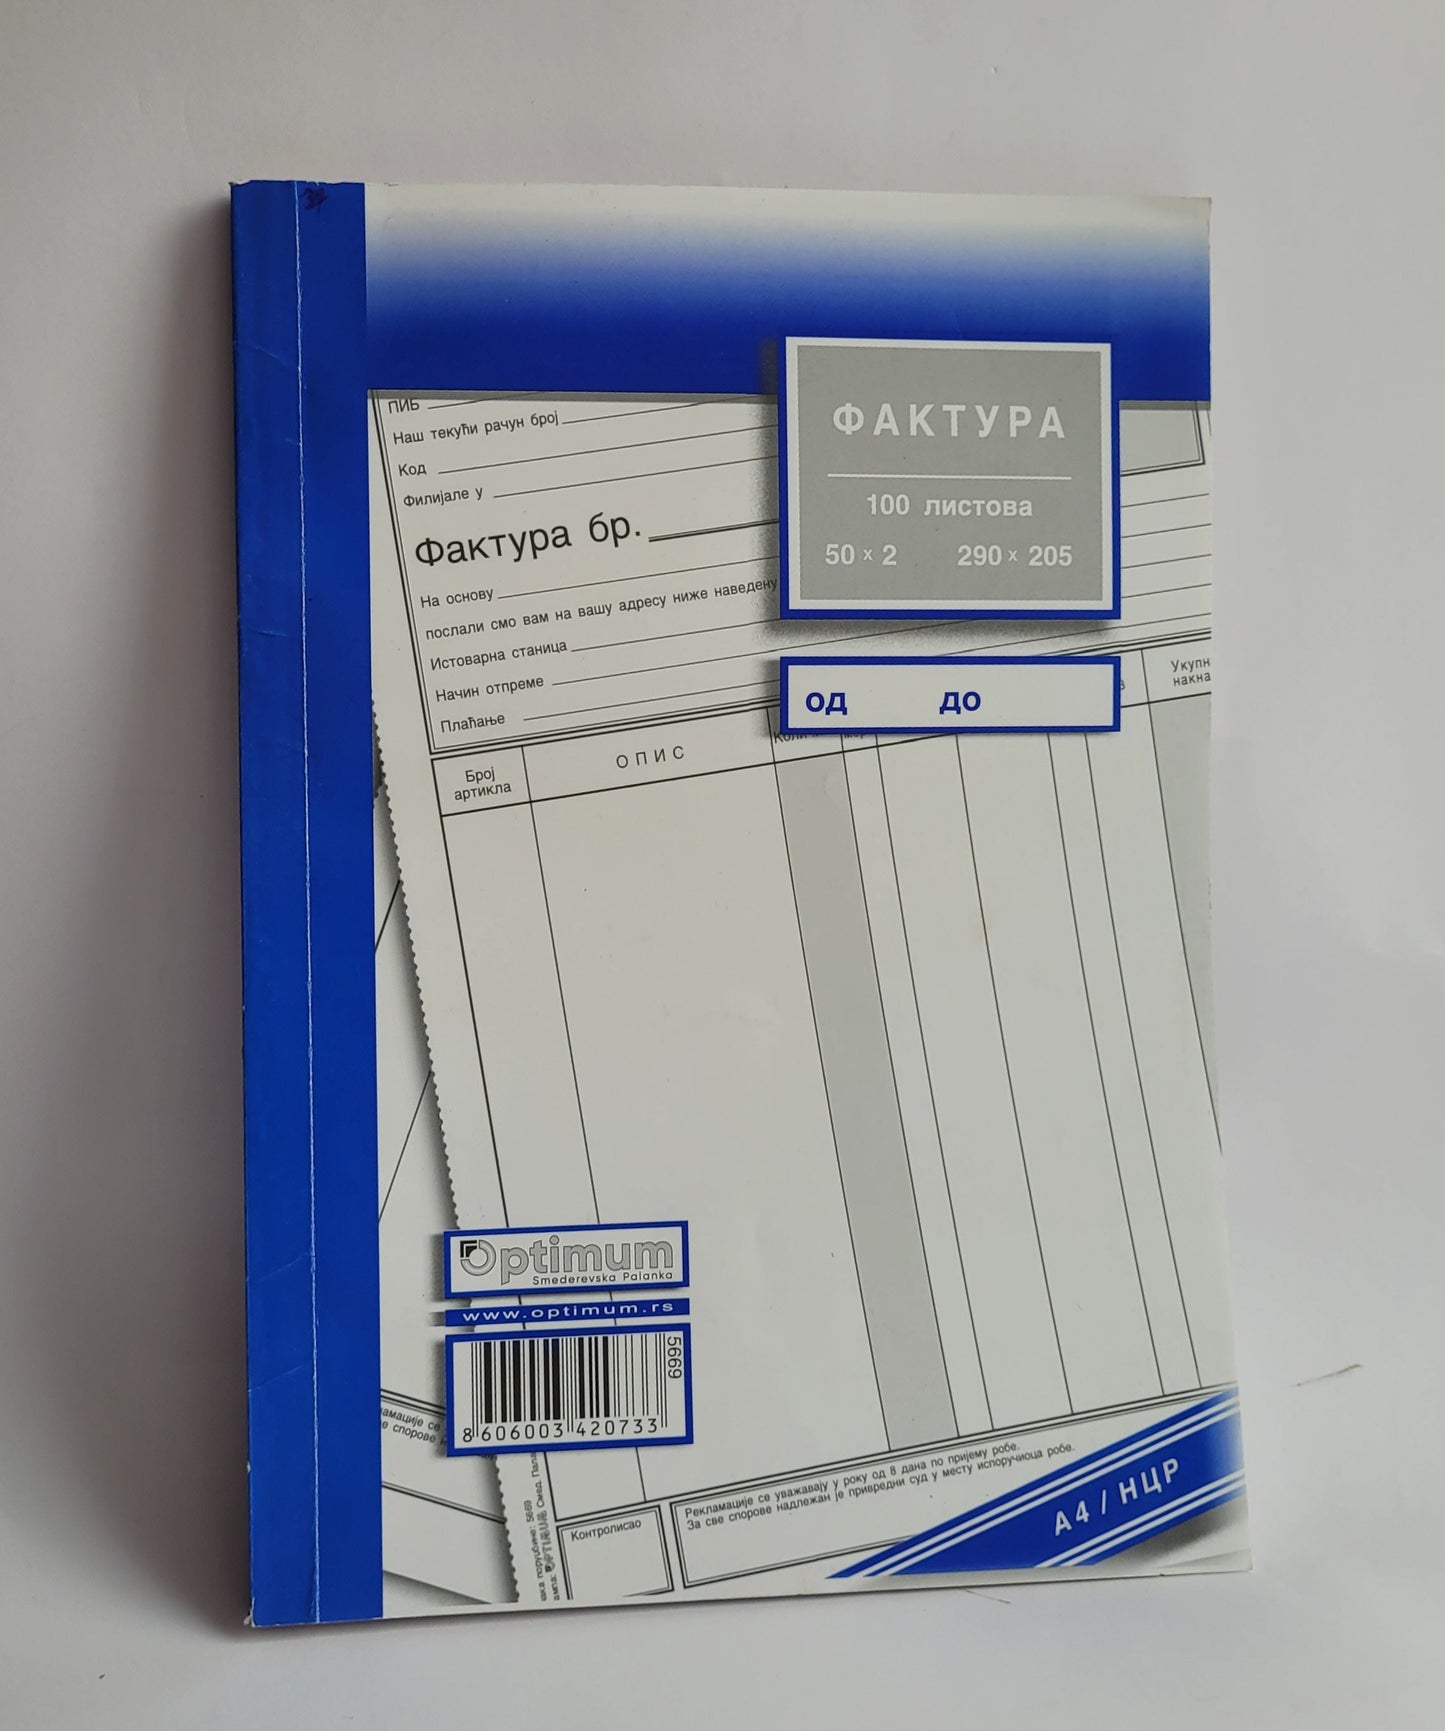 ФАКТУРА
100 листова
50 x 2 290 x 205
од до
ПИБ
Наш текући рачун број
Код
Филијале у
Фактура бр.
На основу
послали смо вам на вашу адресу ниже наведену
Истоварна станица
Начин отпреме
Плаћање
Број
артикла
ОПИС
Optimum
Smederevska Palanka
www.optimum.rs
5669
8 606003 420733
Контролисао
Рекламације се уважавају у року од 8 дана по пријему робе.
За све спорове надлежан је привредни суд у месту испоручиоца робе.
А4 / НЦР